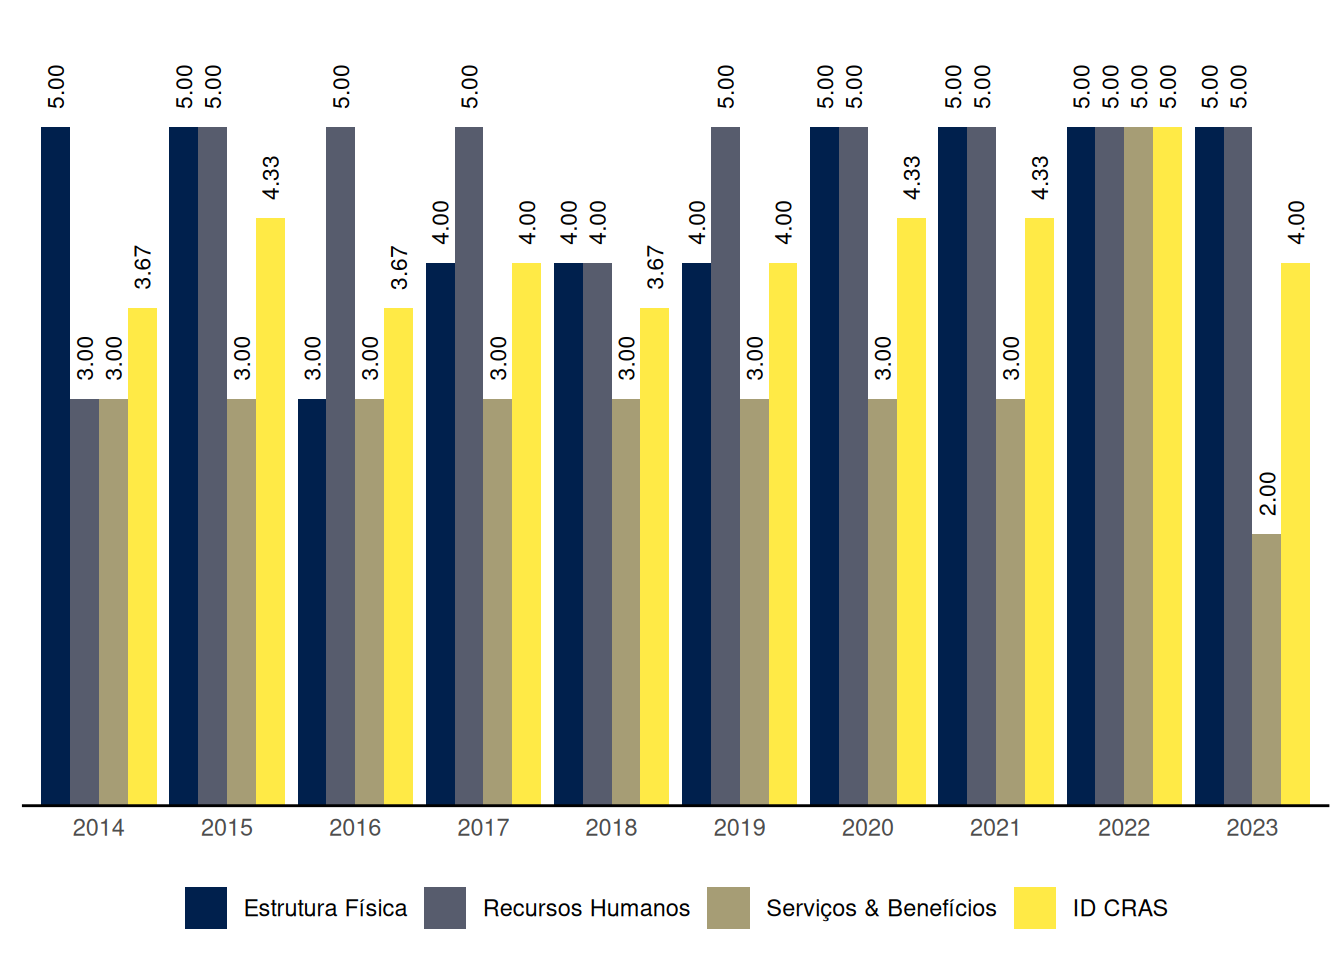 5.00 3.00 3.00 3.67
5.00 5.00 3.00 4.33
3.00 5.00 3.00 3.67
4.00 5.00 3.00 4.00
4.00 4.00 3.00 3.67
4.00 5.00 3.00 4.00
5.00 5.00 3.00 4.33
5.00 5.00 3.00 4.33
5.00 5.00 5.00 5.00
5.00 5.00 2.00 4.00
2014 2015 2016 2017 2018 2019 2020 2021 2022 2023
Estrutura Física Recursos Humanos Serviços & Benefícios ID CRAS